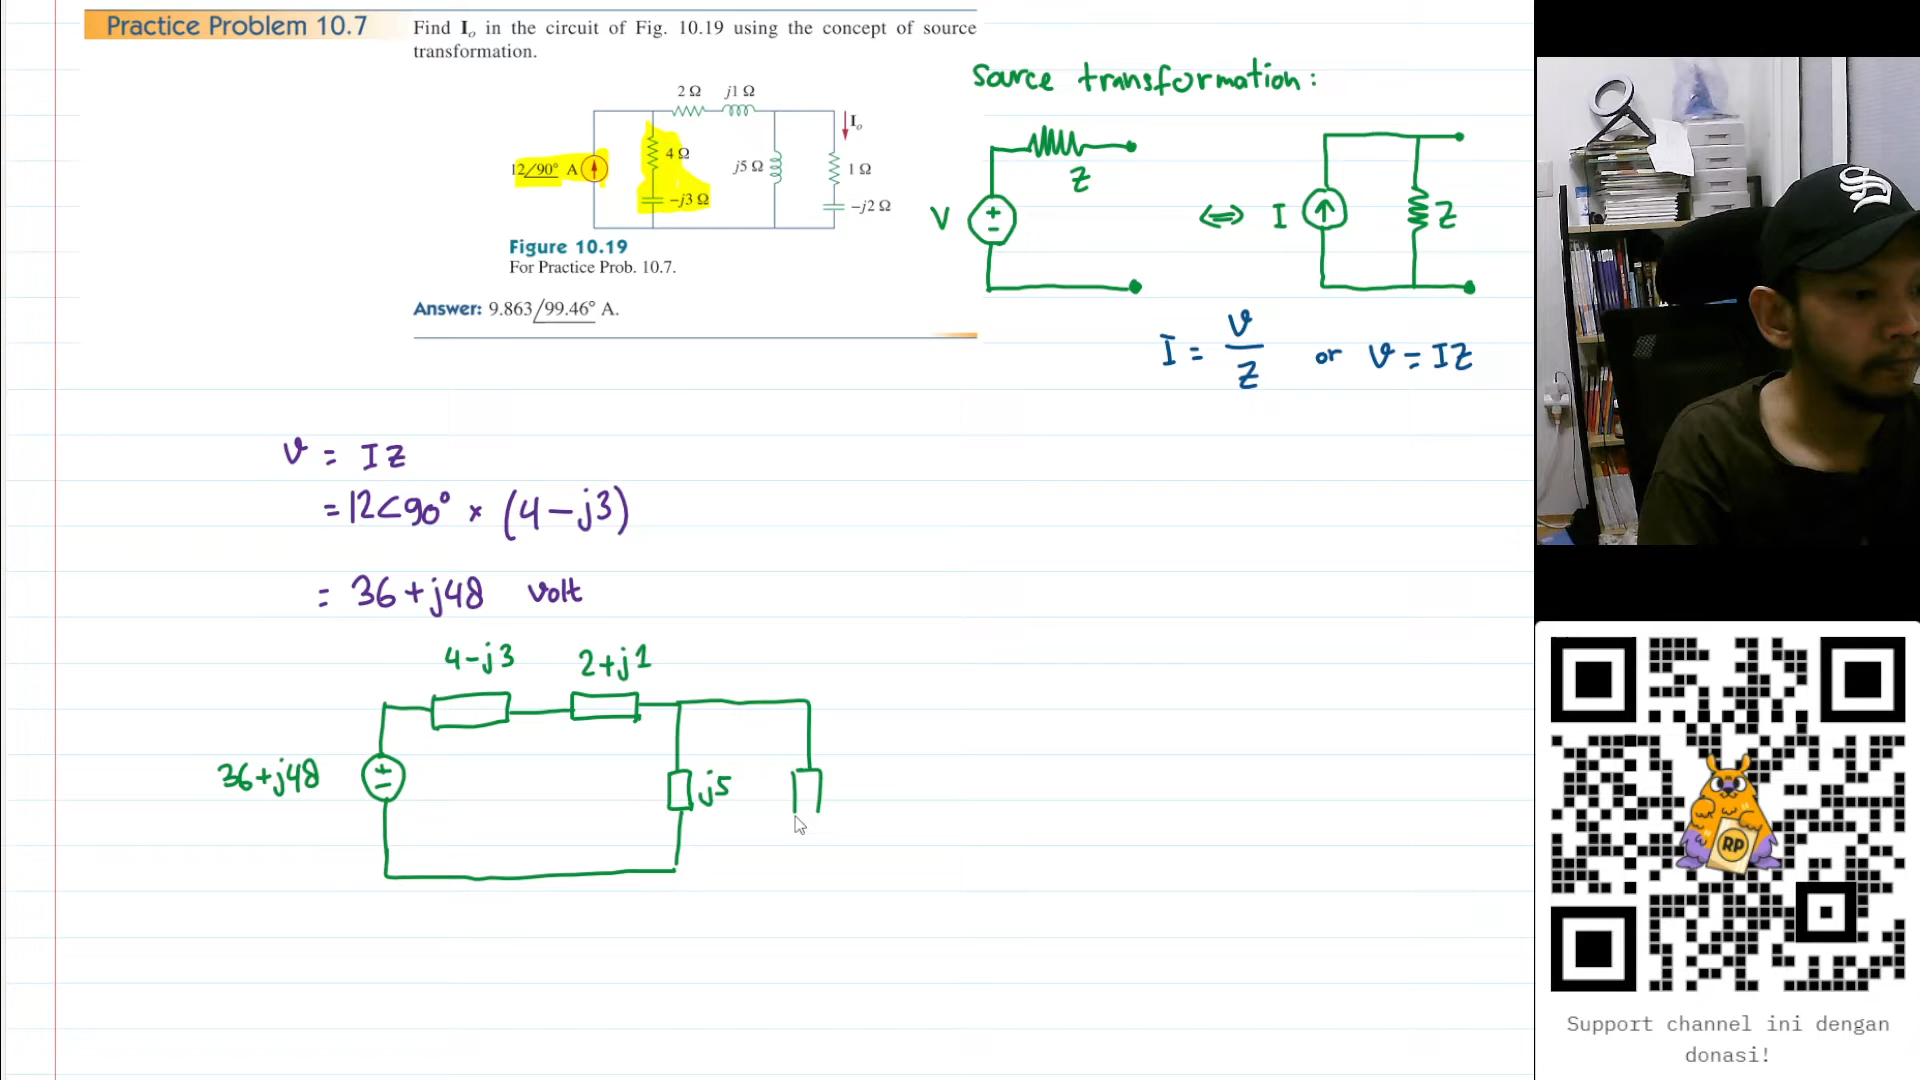 Practice Problem 10.7
Find I₀ in the circuit of Fig. 10.19 using the concept of source
transformation.
2 Ω
j1 Ω
I₀
12/90° A
4 Ω
j5 Ω
1 Ω
−j3 Ω
−j2 Ω
Figure 10.19
For Practice Prob. 10.7.
Answer: 9.863/99.46° A.
Source transformation:
Z
V
+
−
⇔
I
Z
I = v/Z or v = IZ
v = IZ
= 12<90° × (4−j3)
= 36+j48 volt
4−j3
2+j1
36+j48
+
−
j5
RP
Support channel ini dengan
donasi!